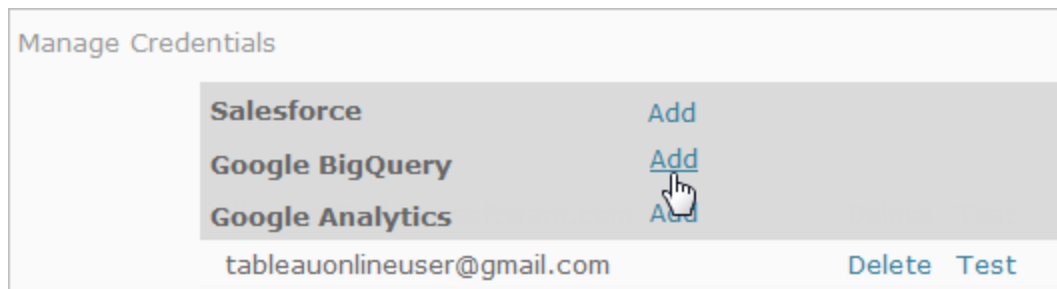 Manage Credentials
Salesforce Add
Google BigQuery Add
Google Analytics Add
tableauonlineuser@gmail.com Delete Test